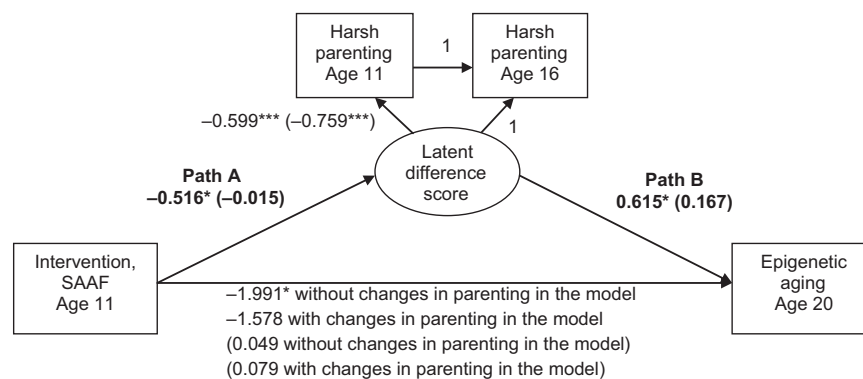 Harsh
parenting
Age 11
1
Harsh
parenting
Age 16
–0.599*** (–0.759***)
1
Latent
difference
score
Path A
–0.516* (–0.015)
Path B
0.615* (0.167)
Intervention,
SAAF
Age 11
Epigenetic
aging
Age 20
–1.991* without changes in parenting in the model
–1.578 with changes in parenting in the model
(0.049 without changes in parenting in the model)
(0.079 with changes in parenting in the model)